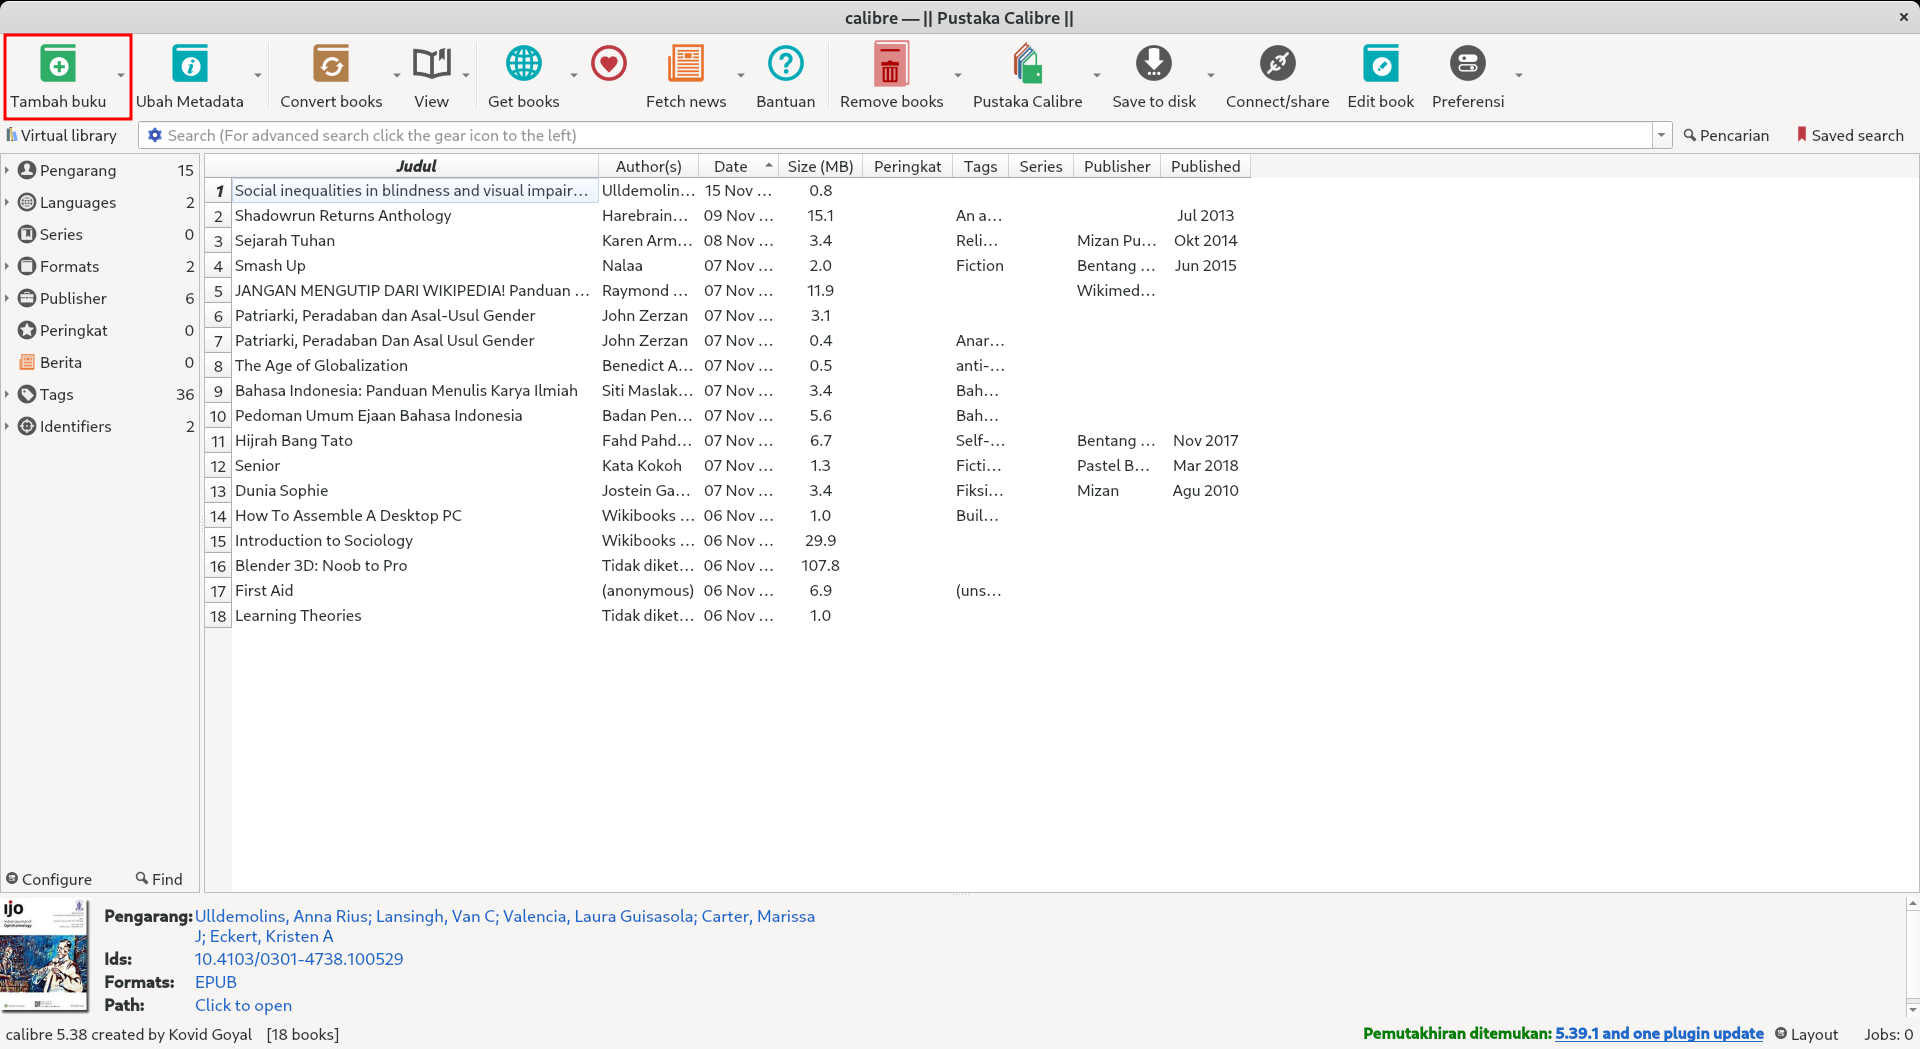 calibre — || Pustaka Calibre ||
Tambah buku
Ubah Metadata
Convert books
View
Get books
Fetch news
Bantuan
Remove books
Pustaka Calibre
Save to disk
Connect/share
Edit book
Preferensi
Virtual library
Search (For advanced search click the gear icon to the left)
Pencarian
Saved search
Pengarang 15
Languages 2
Series 0
Formats 2
Publisher 6
Peringkat 0
Berita 0
Tags 36
Identifiers 2
Configure
Find
Judul Author(s) Date Size (MB) Peringkat Tags Series Publisher Published
1 Social inequalities in blindness and visual impair... Ulldemolin... 15 Nov ... 0.8
2 Shadowrun Returns Anthology Harebrain... 09 Nov ... 15.1 An a... Jul 2013
3 Sejarah Tuhan Karen Arm... 08 Nov ... 3.4 Reli... Mizan Pu... Okt 2014
4 Smash Up Nalaa 07 Nov ... 2.0 Fiction Bentang ... Jun 2015
5 JANGAN MENGUTIP DARI WIKIPEDIA! Panduan ... Raymond ... 07 Nov ... 11.9 Wikimed...
6 Patriarki, Peradaban dan Asal-Usul Gender John Zerzan 07 Nov ... 3.1
7 Patriarki, Peradaban Dan Asal Usul Gender John Zerzan 07 Nov ... 0.4 Anar...
8 The Age of Globalization Benedict A... 07 Nov ... 0.5 anti-...
9 Bahasa Indonesia: Panduan Menulis Karya Ilmiah Siti Maslak... 07 Nov ... 3.4 Bah...
10 Pedoman Umum Ejaan Bahasa Indonesia Badan Pen... 07 Nov ... 5.6 Bah...
11 Hijrah Bang Tato Fahd Pahd... 07 Nov ... 6.7 Self-... Bentang ... Nov 2017
12 Senior Kata Kokoh 07 Nov ... 1.3 Ficti... Pastel B... Mar 2018
13 Dunia Sophie Jostein Ga... 07 Nov ... 3.4 Fiksi... Mizan Agu 2010
14 How To Assemble A Desktop PC Wikibooks ... 06 Nov ... 1.0 Buil...
15 Introduction to Sociology Wikibooks ... 06 Nov ... 29.9
16 Blender 3D: Noob to Pro Tidak diket... 06 Nov ... 107.8
17 First Aid (anonymous) 06 Nov ... 6.9 (uns...
18 Learning Theories Tidak diket... 06 Nov ... 1.0
ijo
Pengarang: Ulldemolins, Anna Rius; Lansingh, Van C; Valencia, Laura Guisasola; Carter, Marissa
J; Eckert, Kristen A
Ids: 10.4103/0301-4738.100529
Formats: EPUB
Path: Click to open
calibre 5.38 created by Kovid Goyal [18 books]
Pemutakhiran ditemukan: 5.39.1 and one plugin update
Layout
Jobs: 0